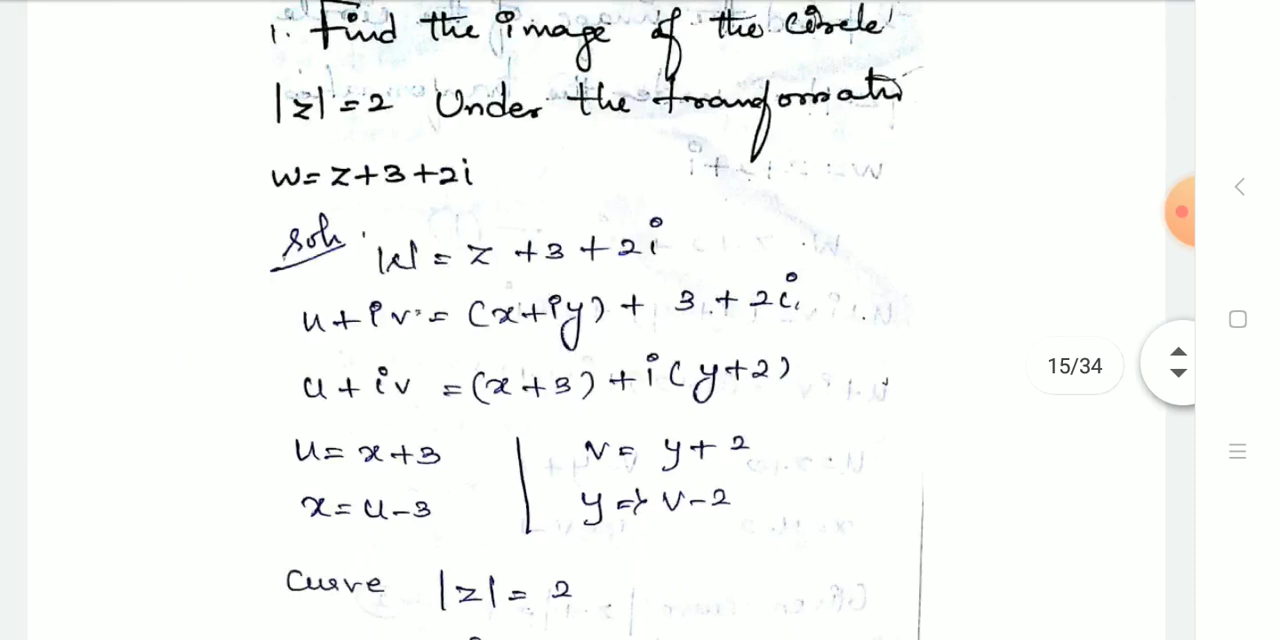 1. Find the image of the circle
|z| = 2 Under the transformatn
w = z+3+2i
soln
w = z +3 +2i
u+iv = (x+iy) + 3 + 2i
u + iv = (x+3) + i(y+2)
u = x+3 | v = y+2
x = u-3 | y => v-2
15/34
Curve |z| = 2